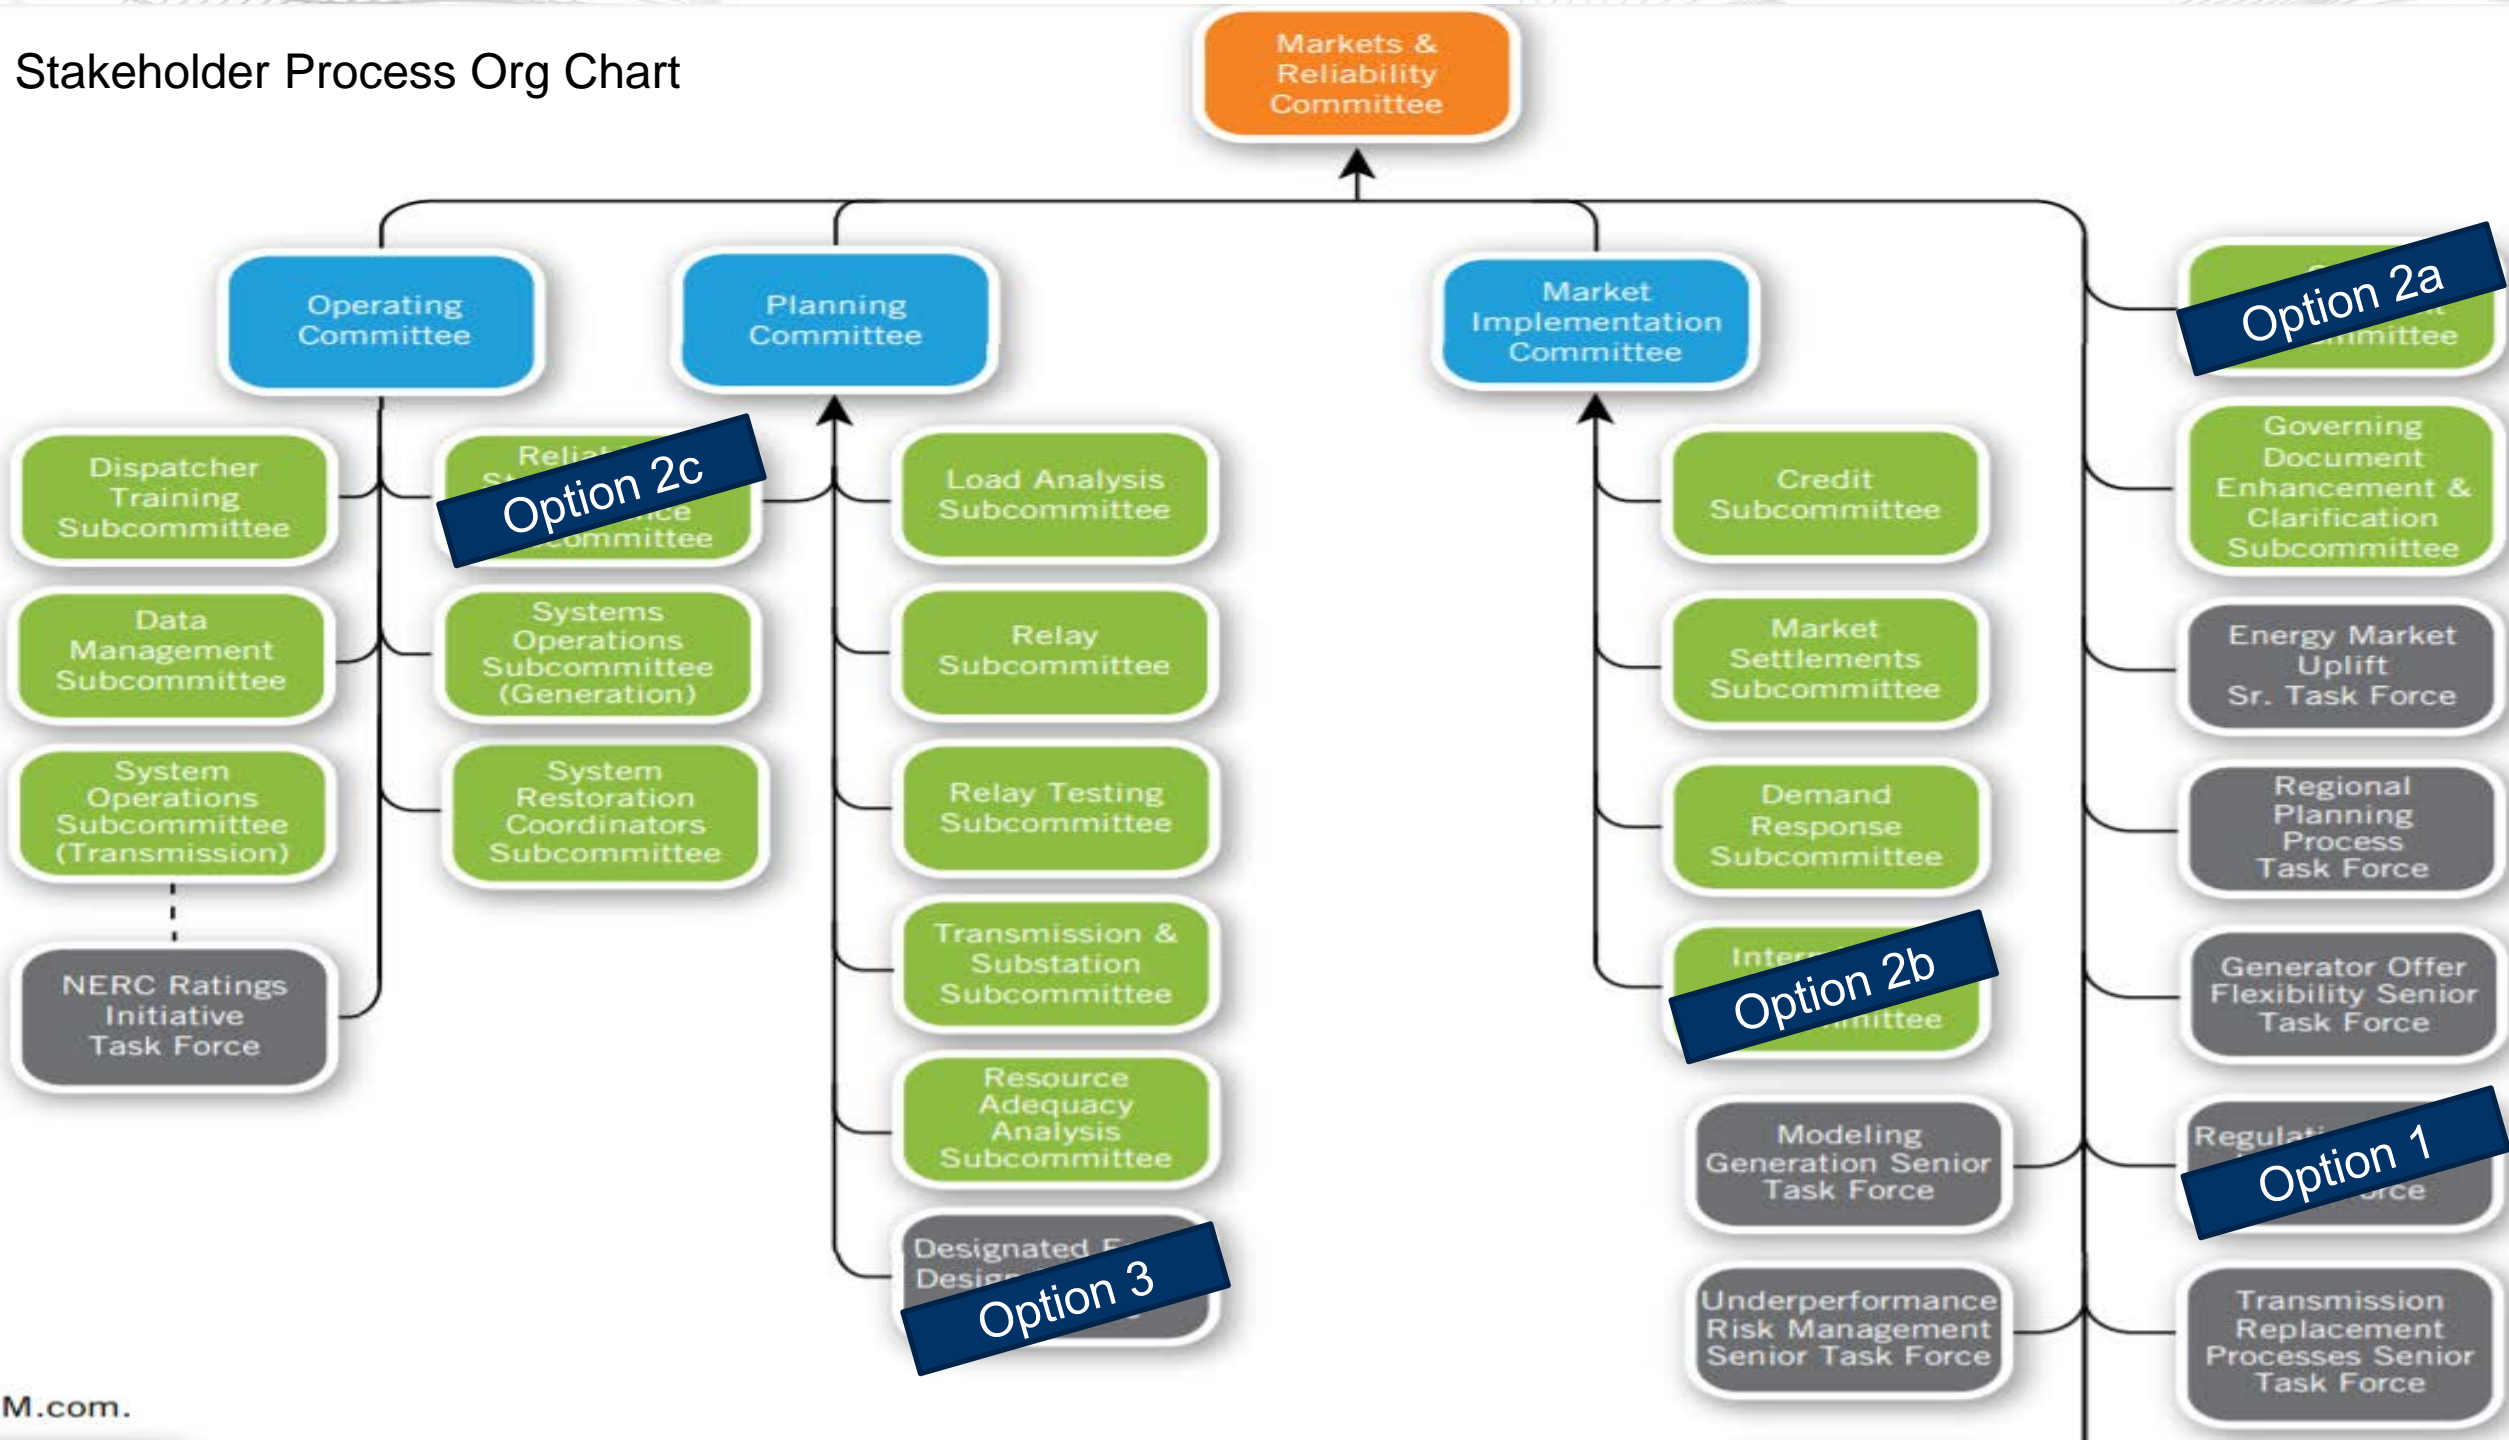 Stakeholder Process Org Chart
Markets &
Reliability
Committee
Operating
Committee
Planning
Committee
Market
Implementation
Committee
Option 2a
Dispatcher
Training
Subcommittee
Option 2c
Load Analysis
Subcommittee
Credit
Subcommittee
Governing
Document
Enhancement &
Clarification
Subcommittee
Data
Management
Subcommittee
Systems
Operations
Subcommittee
(Generation)
Relay
Subcommittee
Market
Settlements
Subcommittee
Energy Market
Uplift
Sr. Task Force
System
Operations
Subcommittee
(Transmission)
System
Restoration
Coordinators
Subcommittee
Relay Testing
Subcommittee
Demand
Response
Subcommittee
Regional
Planning
Process
Task Force
NERC Ratings
Initiative
Task Force
Transmission &
Substation
Subcommittee
Option 2b
Generator Offer
Flexibility Senior
Task Force
Resource
Adequacy
Analysis
Subcommittee
Modeling
Generation Senior
Task Force
Option 1
Designated
Option 3
Underperformance
Risk Management
Senior Task Force
Transmission
Replacement
Processes Senior
Task Force
M.com.